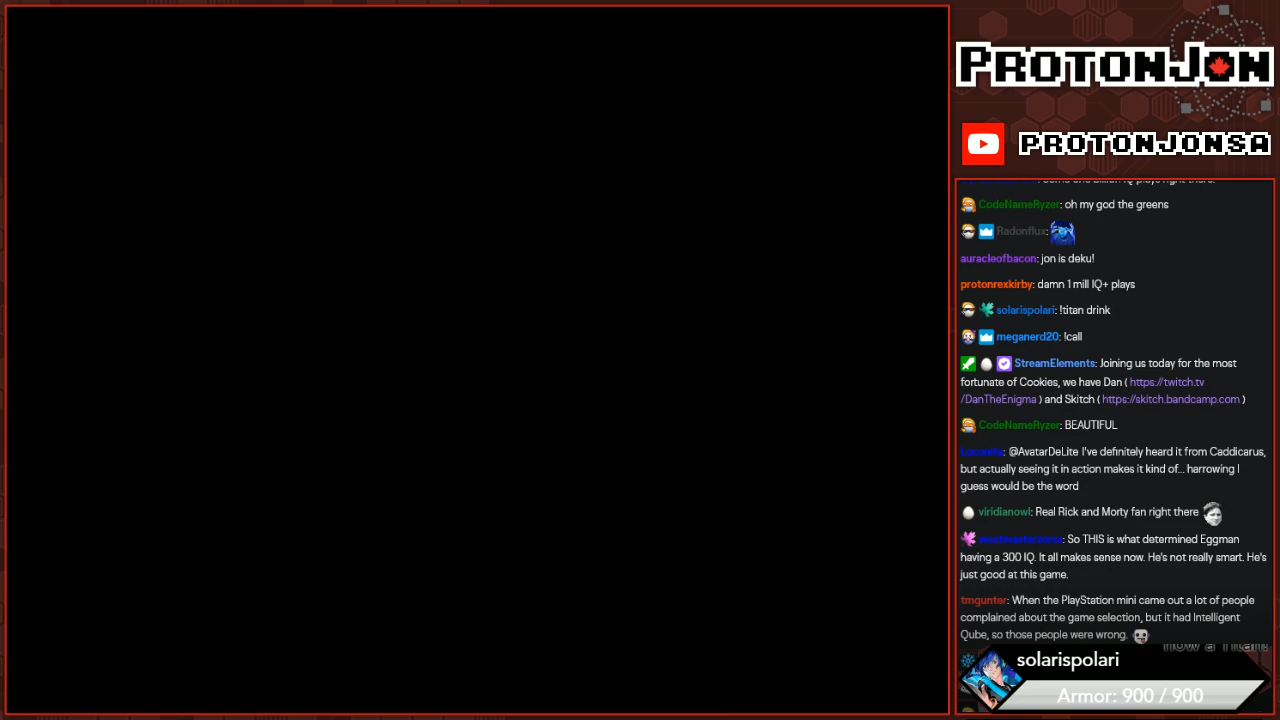 PROTONJON
PROTONJONSA
CodeNameRyzer: oh my god the greens
Radonflux:
auracleofbacon: jon is deku!
protonrexkirby: damn 1 mill IQ+ plays
solarispolari: !titan drink
meganerd20: !call
StreamElements: Joining us today for the most
fortunate of Cookies, we have Dan ( https://twitch.tv
/DanTheEnigma ) and Skitch ( https://skitch.bandcamp.com )
CodeNameRyzer: BEAUTIFUL
@AvatarDeLite I've definitely heard it from Caddicarus,
but actually seeing it in action makes it kind of... harrowing I
guess would be the word
viridianowl: Real Rick and Morty fan right there
So THIS is what determined Eggman
having a 300 IQ. It all makes sense now. He's not really smart. He's
just good at this game.
tmgunter: When the PlayStation mini came out a lot of people
complained about the game selection, but it had Intelligent
Qube, so those people were wrong.
now a Titan!
solarispolari
Armor: 900 / 900